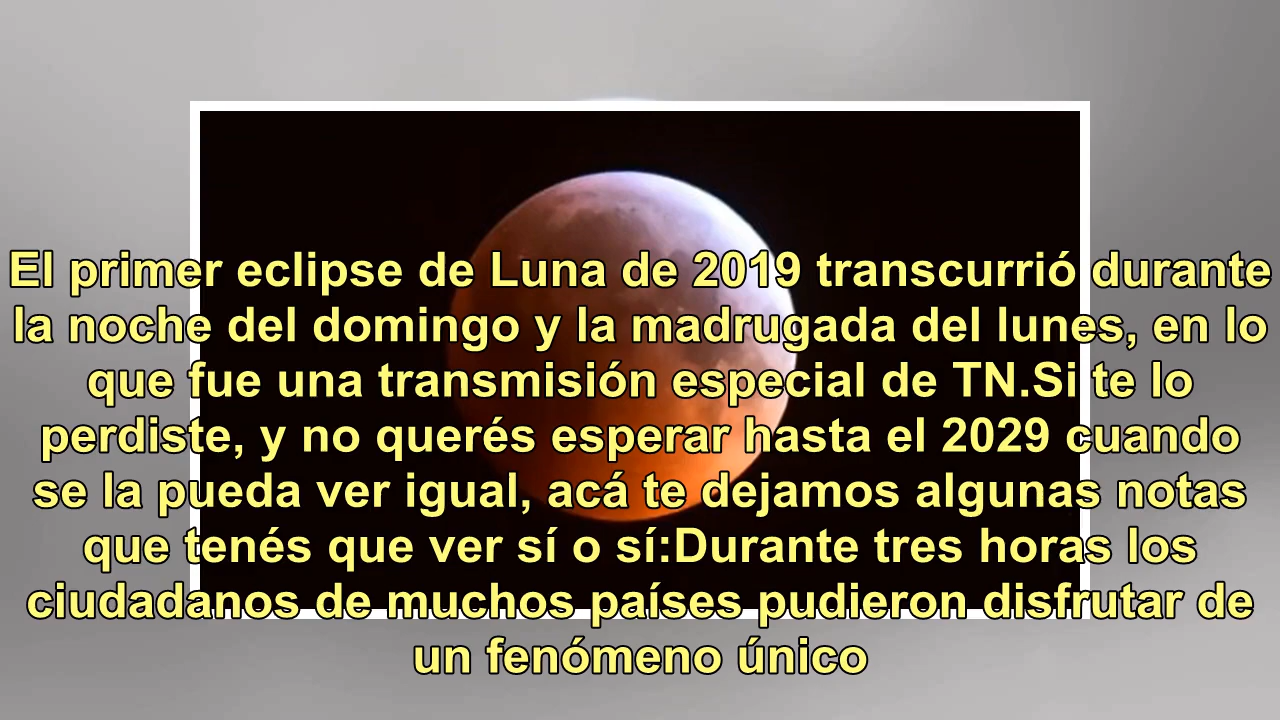 El primer eclipse de Luna de 2019 transcurrió durante
la noche del domingo y la madrugada del lunes, en lo
que fue una transmisión especial de TN.Si te lo
perdiste, y no querés esperar hasta el 2029 cuando
se la pueda ver igual, acá te dejamos algunas notas
que tenés que ver sí o sí:Durante tres horas los
ciudadanos de muchos países pudieron disfrutar de
un fenómeno único